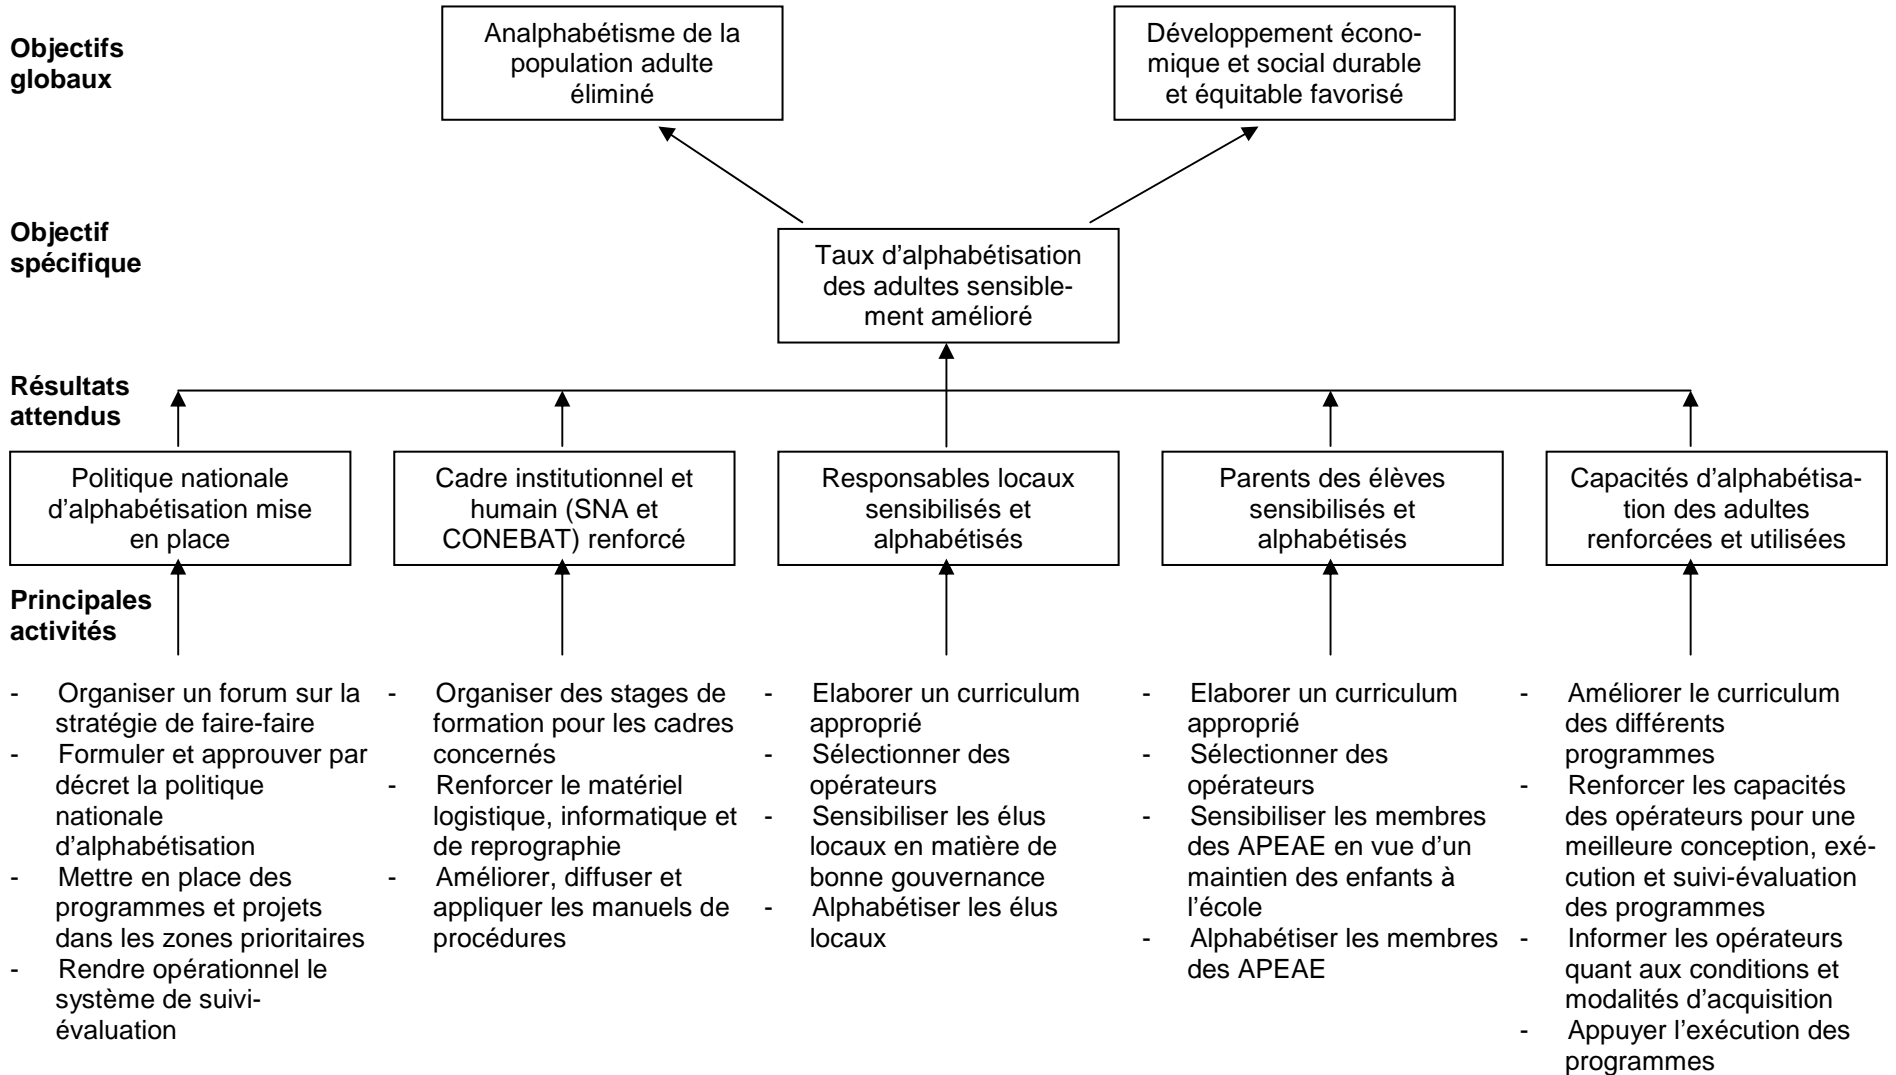 Objectifs
globaux
Analphabétisme de la
population adulte
éliminé
Développement écono-
mique et social durable
et équitable favorisé
Objectif
spécifique
Taux d’alphabétisation
des adultes sensible-
ment amélioré
Résultats
attendus
Politique nationale
d’alphabétisation mise
en place
Cadre institutionnel et
humain (SNA et
CONEBAT) renforcé
Responsables locaux
sensibilisés et
alphabétisés
Parents des élèves
sensibilisés et
alphabétisés
Capacités d’alphabétisa-
tion des adultes
renforcées et utilisées
Principales
activités
- Organiser un forum sur la
stratégie de faire-faire
- Formuler et approuver par
décret la politique
nationale
d’alphabétisation
- Mettre en place des
programmes et projets
dans les zones prioritaires
- Rendre opérationnel le
système de suivi-
évaluation
- Organiser des stages de
formation pour les cadres
concernés
- Renforcer le matériel
logistique, informatique et
de reprographie
- Améliorer, diffuser et
appliquer les manuels de
procédures
- Elaborer un curriculum
approprié
- Sélectionner des
opérateurs
- Sensibiliser les élus
locaux en matière de
bonne gouvernance
- Alphabétiser les élus
locaux
- Elaborer un curriculum
approprié
- Sélectionner des
opérateurs
- Sensibiliser les membres
des APEAE en vue d’un
maintien des enfants à
l’école
- Alphabétiser les membres
des APEAE
- Améliorer le curriculum
des différents
programmes
- Renforcer les capacités
des opérateurs pour une
meilleure conception, exé-
cution et suivi-évaluation
des programmes
- Informer les opérateurs
quant aux conditions et
modalités d’acquisition
- Appuyer l’exécution des
programmes